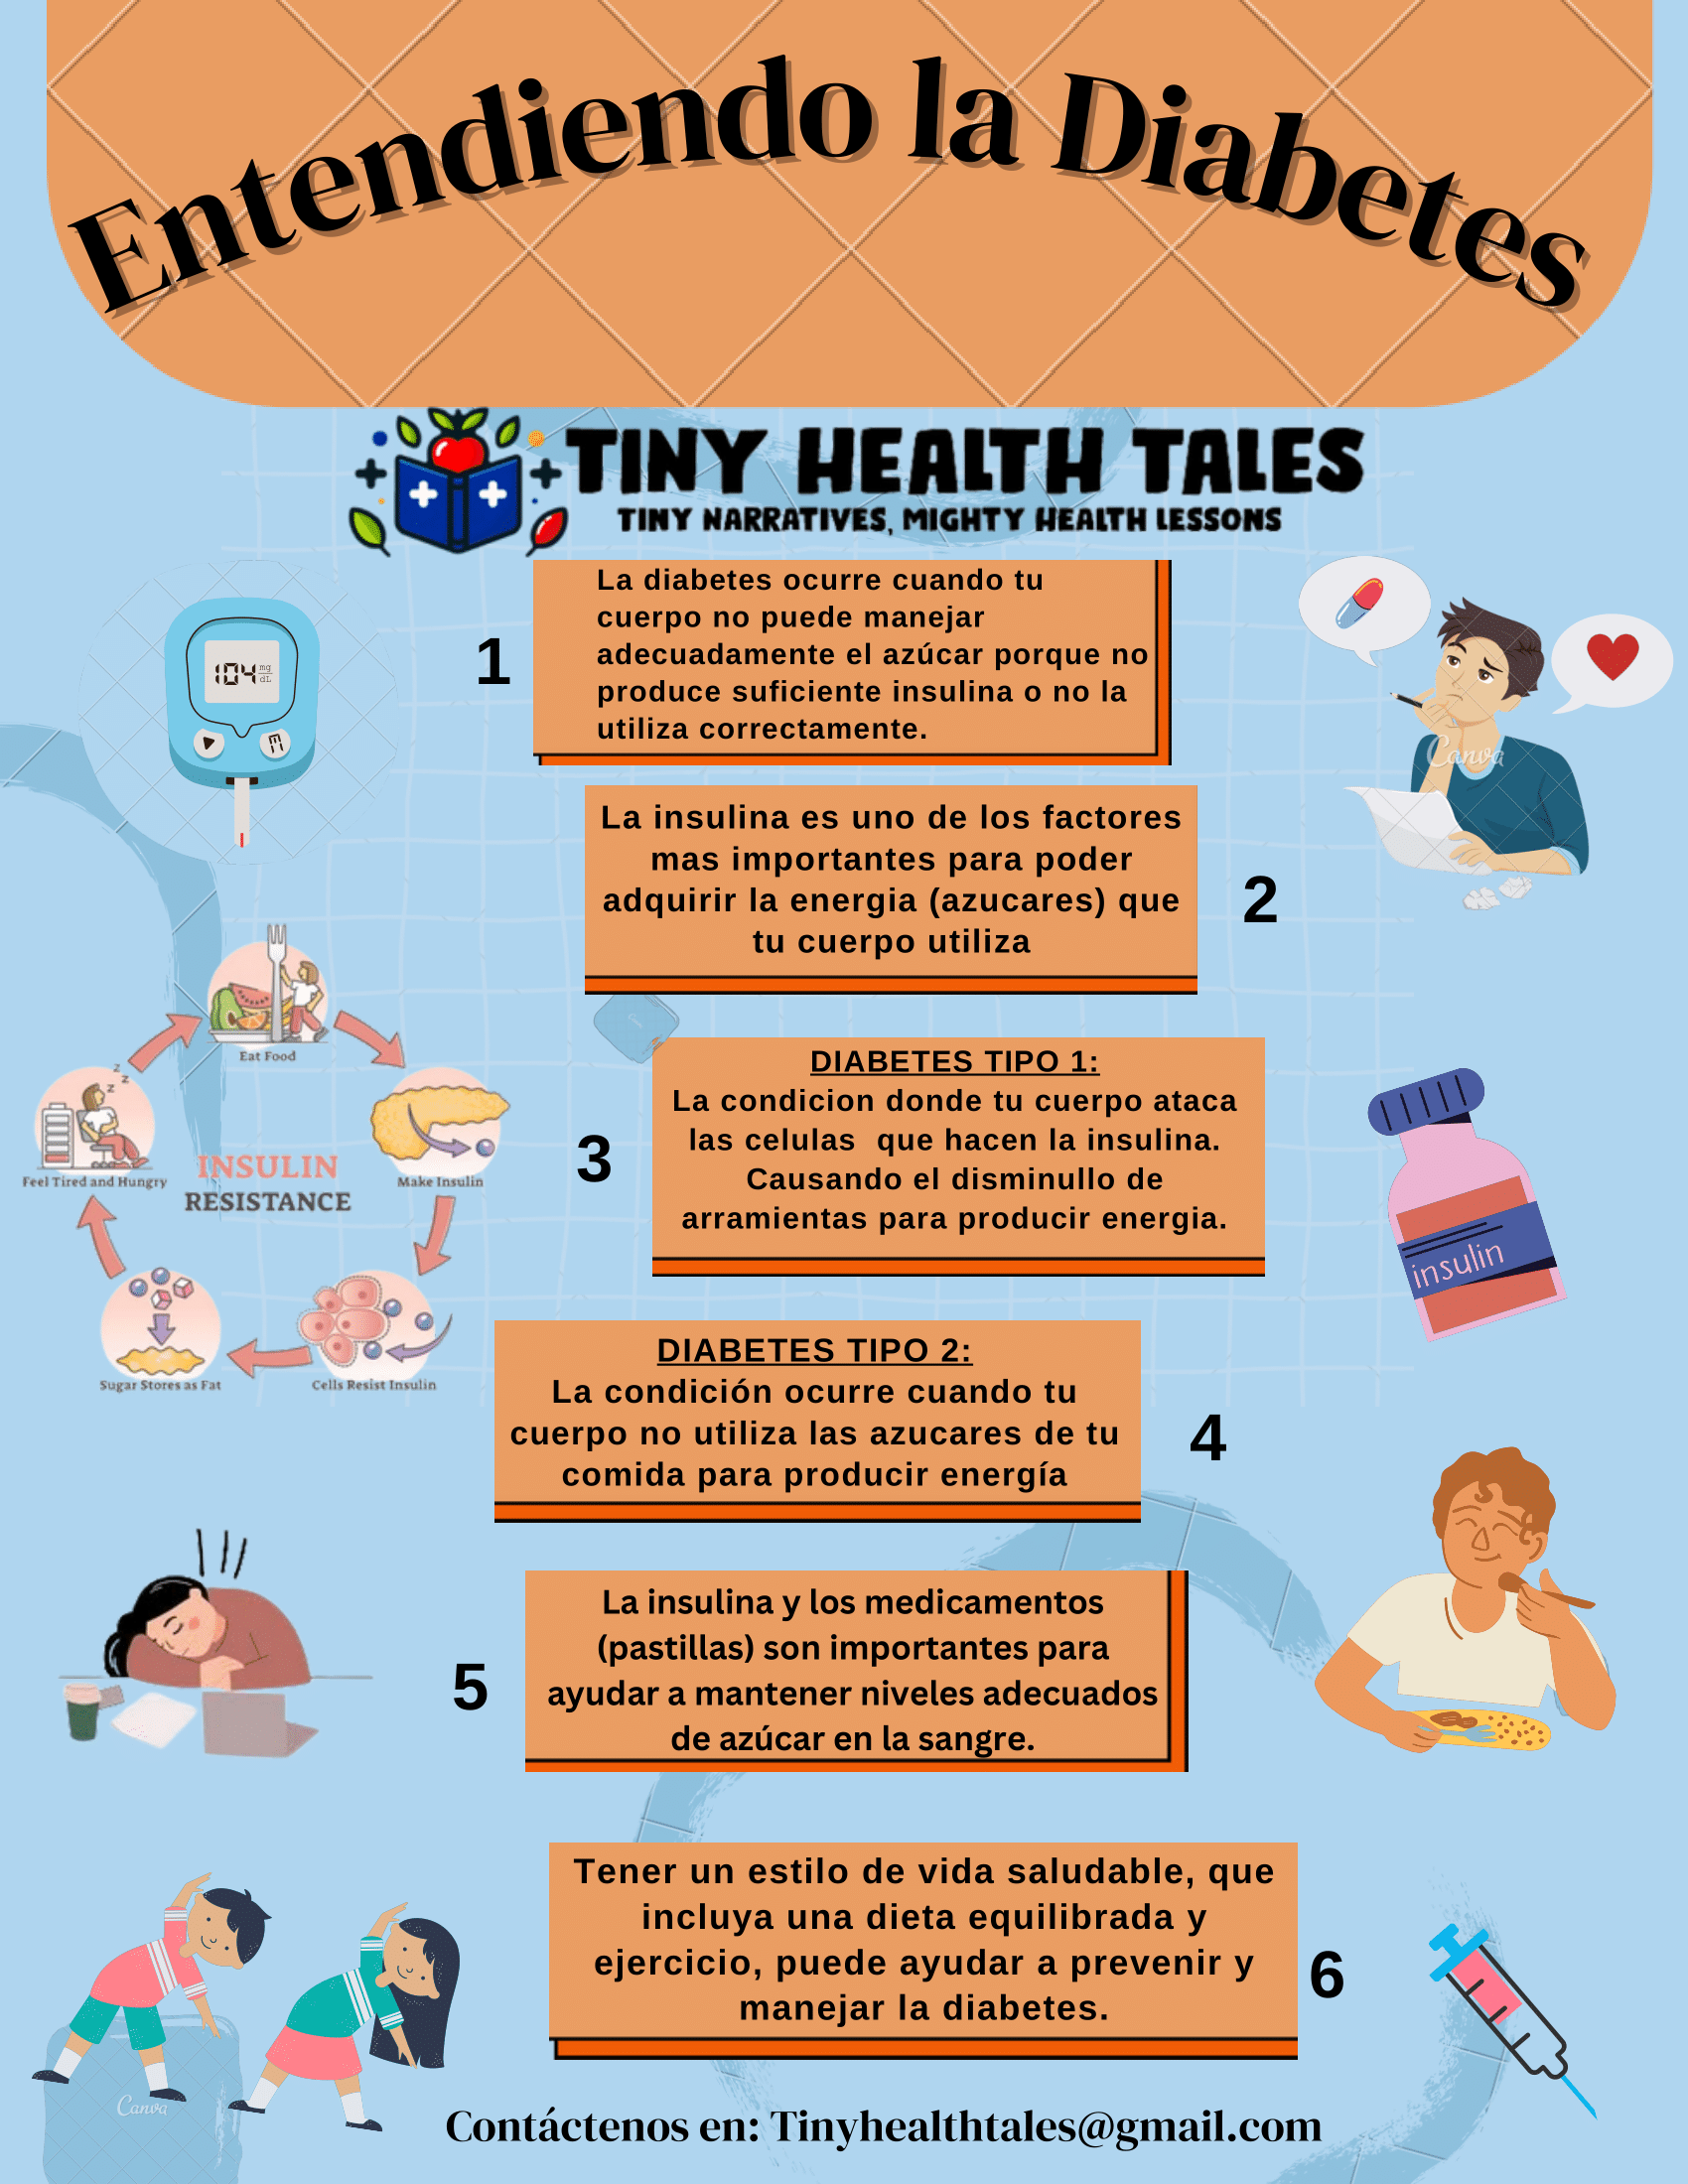 Entendiendo la Diabetes
TINY HEALTH TALES
TINY NARRATIVES, MIGHTY HEALTH LESSONS
104 mg
dL
1
La diabetes ocurre cuando tu
cuerpo no puede manejar
adecuadamente el azúcar porque no
produce suficiente insulina o no la
utiliza correctamente.
Canva
La insulina es uno de los factores
mas importantes para poder
adquirir la energia (azucares) que
tu cuerpo utiliza
2
Eat Food
Feel Tired and Hungry
z z z
INSULIN
RESISTANCE
Make Insulin
Sugar Stores as Fat
Cells Resist Insulin
3
DIABETES TIPO 1:
La condicion donde tu cuerpo ataca
las celulas  que hacen la insulina.
Causando el disminullo de
arramientas para producir energia.
insulin
DIABETES TIPO 2:
La condición ocurre cuando tu
cuerpo no utiliza las azucares de tu
comida para producir energía
4
5
La insulina y los medicamentos
(pastillas) son importantes para
ayudar a mantener niveles adecuados
de azúcar en la sangre.
Tener un estilo de vida saludable, que
incluya una dieta equilibrada y
ejercicio, puede ayudar a prevenir y
manejar la diabetes.
6
Canva
Contáctenos en: Tinyhealthtales@gmail.com